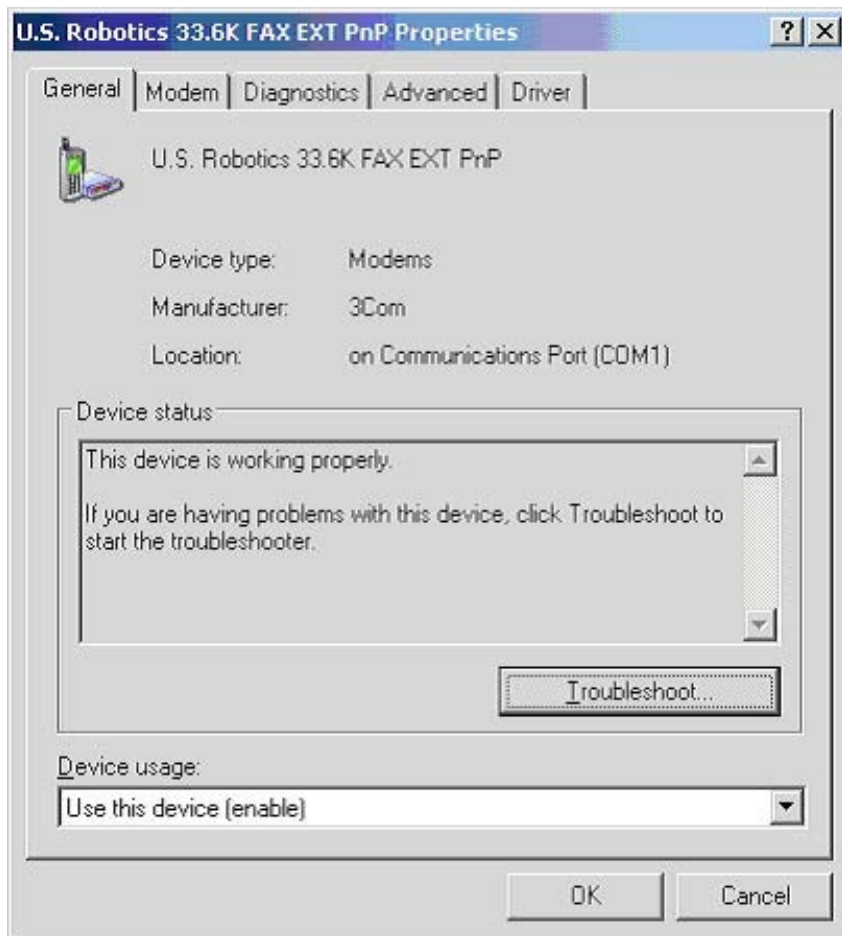 U.S. Robotics 33.6K FAX EXT PnP Properties
General Modem Diagnostics Advanced Driver
U.S. Robotics 33.6K FAX EXT PnP
Device type: Modems
Manufacturer: 3Com
Location: on Communications Port (COM1)
Device status
This device is working properly.
If you are having problems with this device, click Troubleshoot to
start the troubleshooter.
Troubleshoot...
Device usage:
Use this device (enable)
OK Cancel